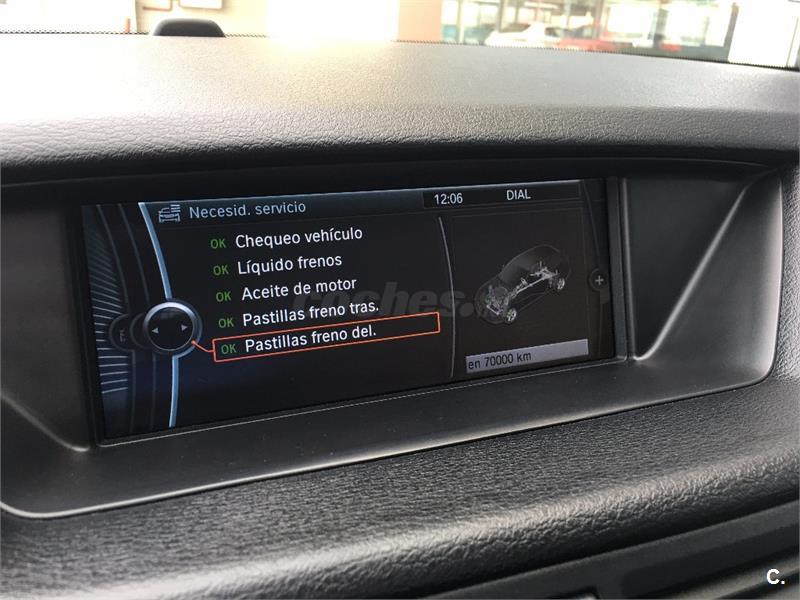 Necesid. servicio
12:06
DIAL
OK Chequeo vehículo
OK Líquido frenos
OK Aceite de motor
OK Pastillas freno tras.
OK Pastillas freno del.
+
en 70000 km
coches.
C.